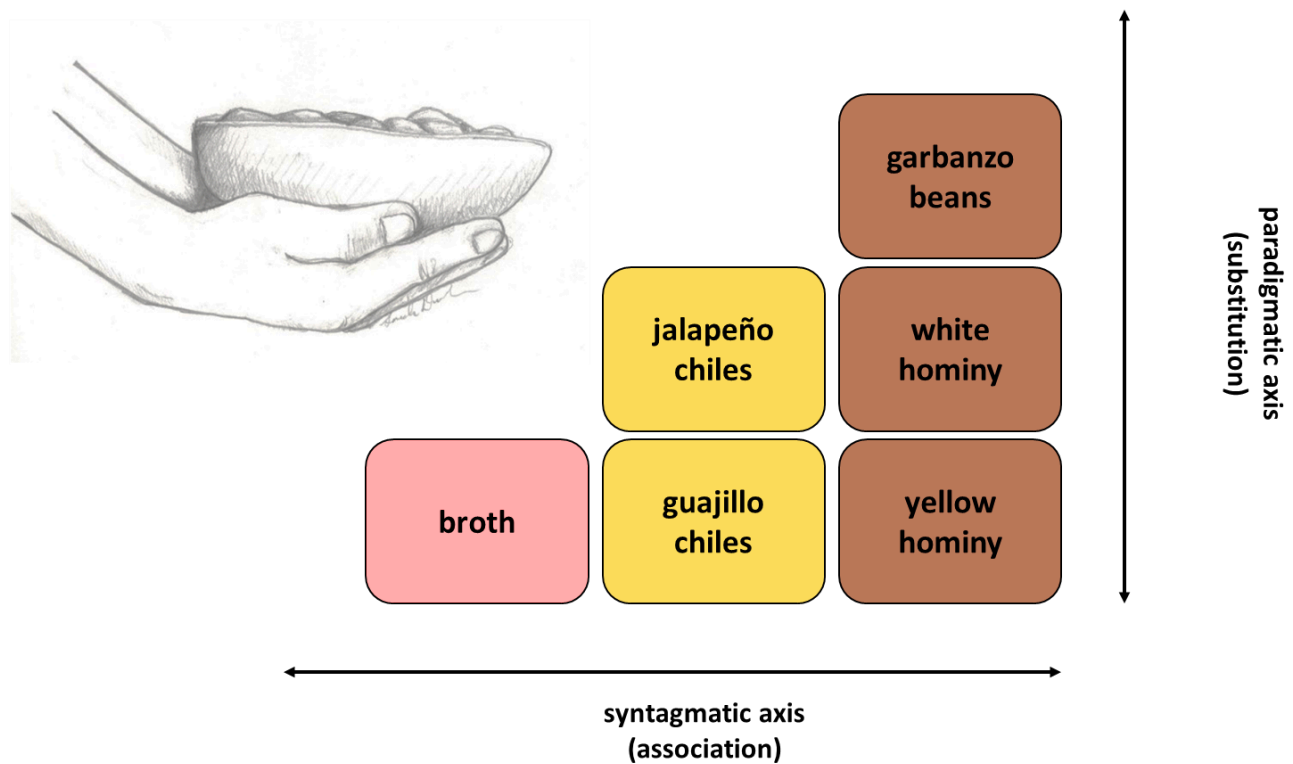 garbanzo
beans
jalapeño
chiles
white
hominy
broth
guajillo
chiles
yellow
hominy
syntagmatic axis
(association)
paradigmatic axis
(substitution)